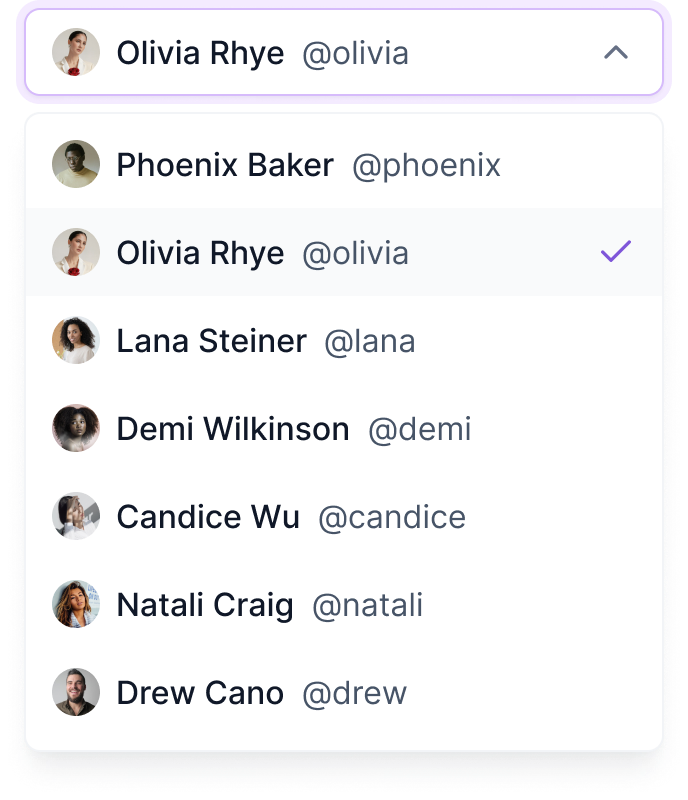 Olivia Rhye @olivia
Phoenix Baker @phoenix
Olivia Rhye @olivia
Lana Steiner @lana
Demi Wilkinson @demi
Candice Wu @candice
Natali Craig @natali
Drew Cano @drew